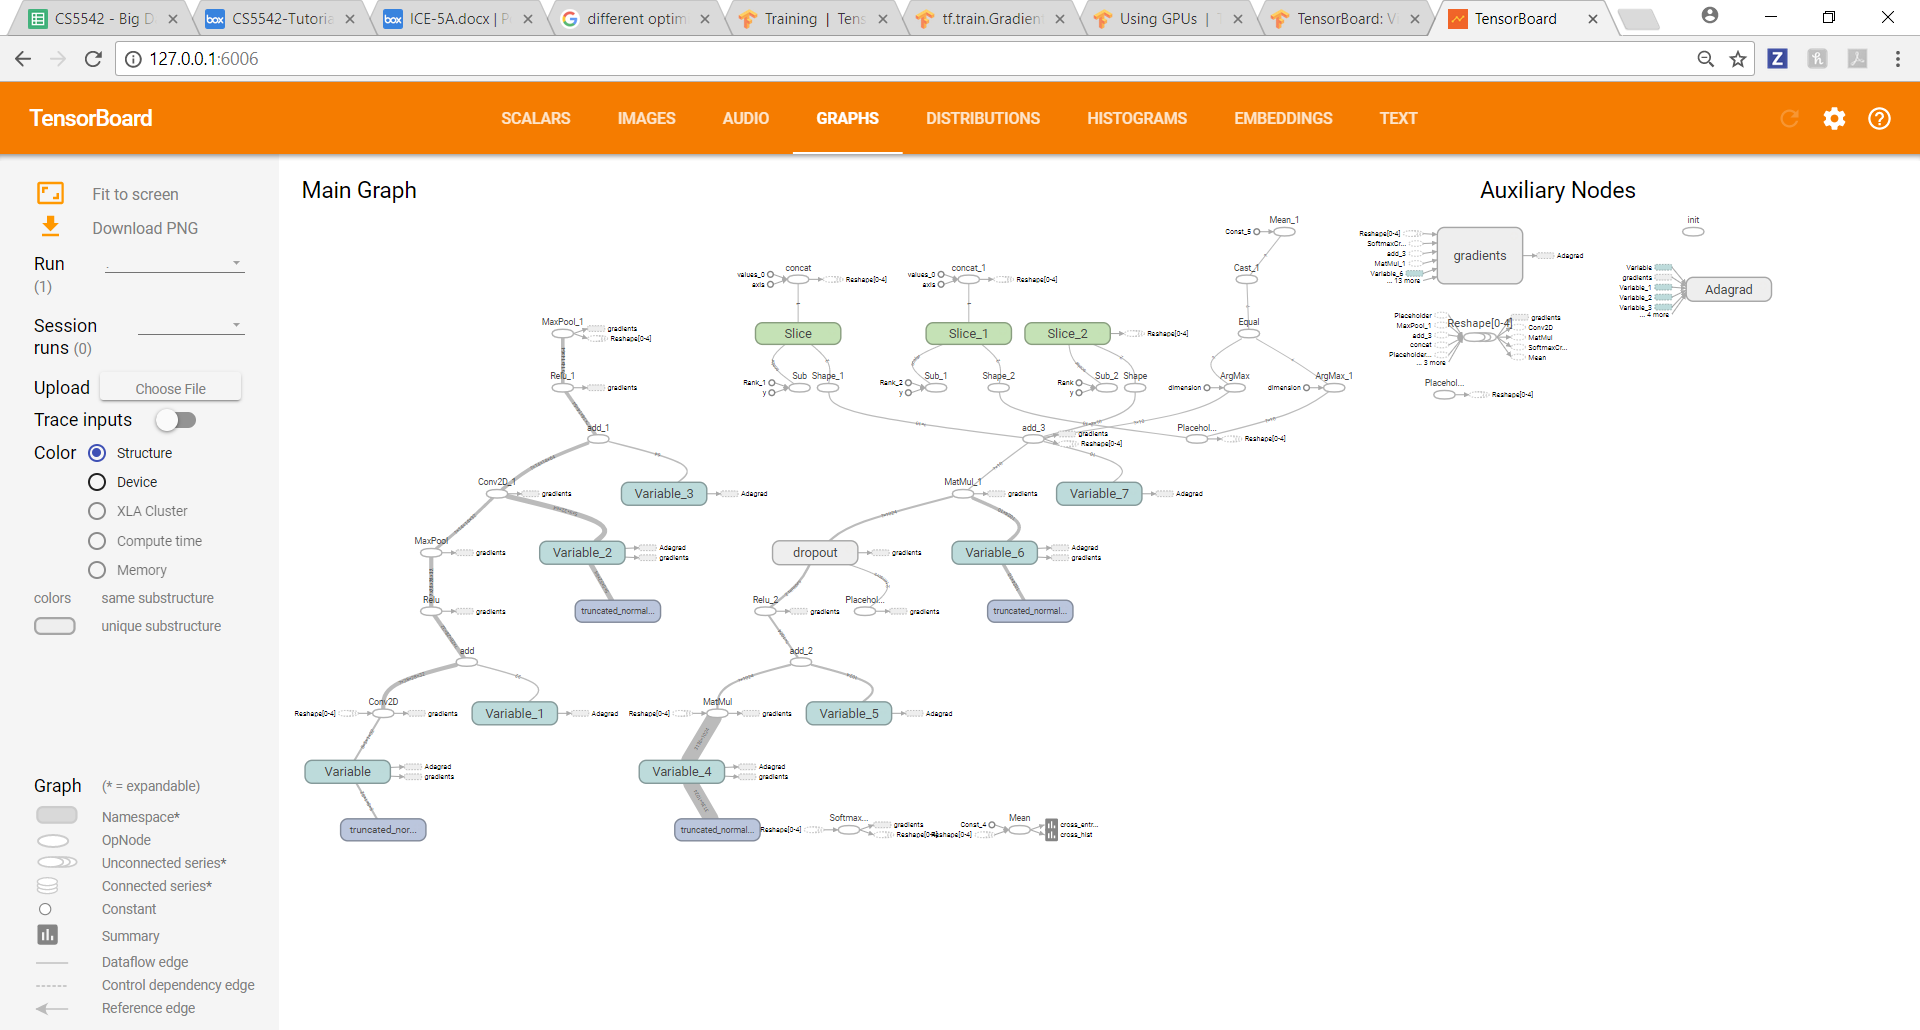 CS5542 - Big D
CS5542-Tutoria
ICE-5A.docx | P
different optim
Training | Tens
tf.train.Gradien
Using GPUs | T
TensorBoard: Vi
TensorBoard
127.0.0.1:6006
TensorBoard
SCALARS
IMAGES
AUDIO
GRAPHS
DISTRIBUTIONS
HISTOGRAMS
EMBEDDINGS
TEXT
Fit to screen
Download PNG
Run
(1)
Session
runs (0)
Upload
Choose File
Trace inputs
Color
Structure
Device
XLA Cluster
Compute time
Memory
colors
same substructure
unique substructure
Graph
(* = expandable)
Namespace*
OpNode
Unconnected series*
Connected series*
Constant
Summary
Dataflow edge
Control dependency edge
Reference edge
Main Graph
Mean_1
Const_5
Cast_1
concat
values_0
axis
Reshape[0-4]
concat_1
values_0
axis
Reshape[0-4]
MaxPool_1
gradients
Reshape[0-4]
Slice
Slice_1
Slice_2
Reshape[0-4]
Equal
Relu_1
gradients
Rank_1
y
Sub
Shape_1
Rank_2
y
Sub_1
Shape_2
Rank
y
Sub_2
Shape
dimension
ArgMax
dimension
ArgMax_1
add_1
add_3
gradients
Reshape[0-4]
Placehol...
Reshape[0-4]
Conv2D_1
gradients
Variable_3
Adagrad
MatMul_1
gradients
Variable_7
Adagrad
MaxPool
gradients
Variable_2
Adagrad
gradients
dropout
gradients
Variable_6
Adagrad
gradients
Relu
gradients
truncated_normal...
Relu_2
gradients
Placehol...
gradients
truncated_normal...
add
add_2
Reshape[0-4]
Conv2D
gradients
Variable_1
Adagrad
Reshape[0-4]
MatMul
gradients
Variable_5
Adagrad
Variable
Adagrad
gradients
Variable_4
Adagrad
gradients
truncated_nor...
truncated_normal...
Reshape[0-4]
Softmax...
gradients
Reshape[0-4]
Reshape[0-4]
Const_4
Mean
cross_entr...
cross_hist
Auxiliary Nodes
Reshape[0-4]
SoftmaxCr...
add_3
MatMul_1
Variable_6
... 13 more
gradients
Adagrad
init
Variable
gradients
Variable_1
Variable_2
Variable_3
... 4 more
Adagrad
Placeholder
MaxPool_1
add_3
concat
Placeholder...
... 3 more
Reshape[0-4]
gradients
Conv2D
MatMul
SoftmaxCr...
Mean
Placehol...
Reshape[0-4]